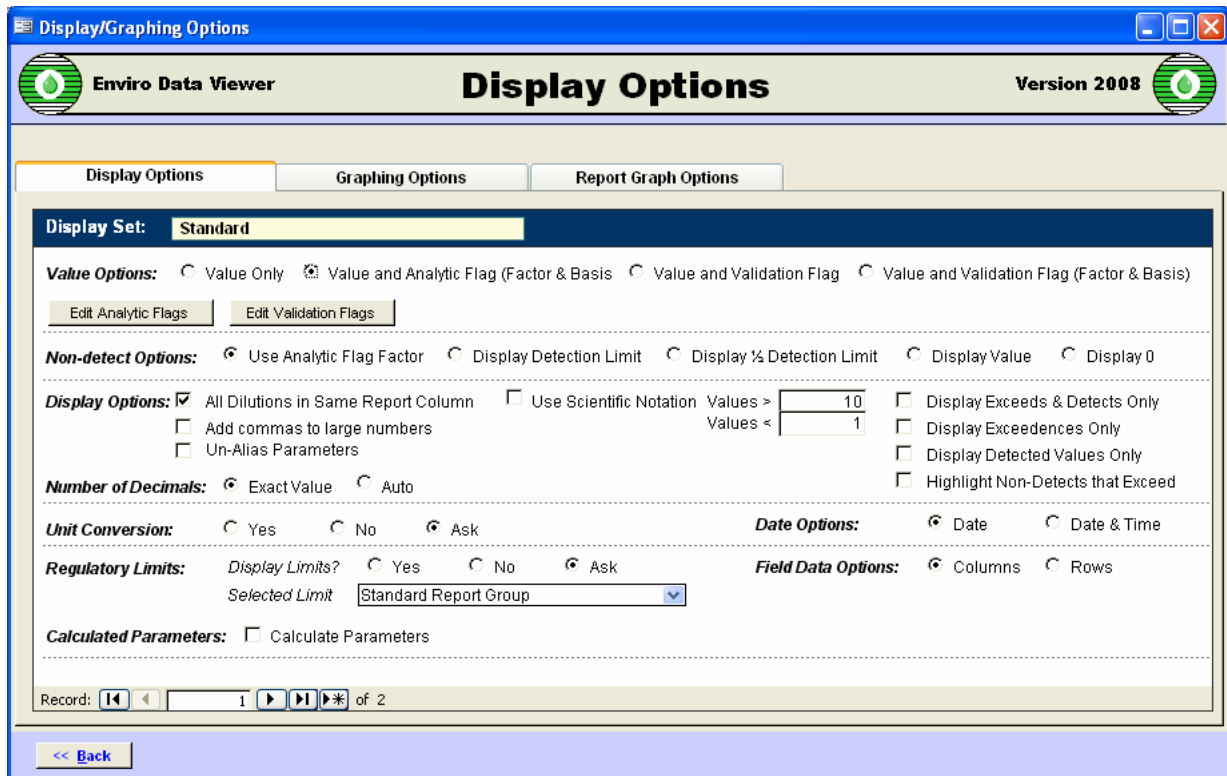 Display/Graphing Options
Enviro Data Viewer Display Options Version 2008
Display Options Graphing Options Report Graph Options
Display Set: Standard
Value Options: Value Only Value and Analytic Flag (Factor & Basis Value and Validation Flag Value and Validation Flag (Factor & Basis)
Edit Analytic Flags Edit Validation Flags
Non-detect Options: Use Analytic Flag Factor Display Detection Limit Display ½ Detection Limit Display Value Display 0
Display Options: All Dilutions in Same Report Column Use Scientific Notation Values > 10 Display Exceeds & Detects Only
Add commas to large numbers Values < 1 Display Exceedences Only
Un-Alias Parameters Display Detected Values Only
Number of Decimals: Exact Value Auto Highlight Non-Detects that Exceed
Unit Conversion: Yes No Ask Date Options: Date Date & Time
Regulatory Limits: Display Limits? Yes No Ask Field Data Options: Columns Rows
Selected Limit Standard Report Group
Calculated Parameters: Calculate Parameters
Record: 1 of 2
<< Back